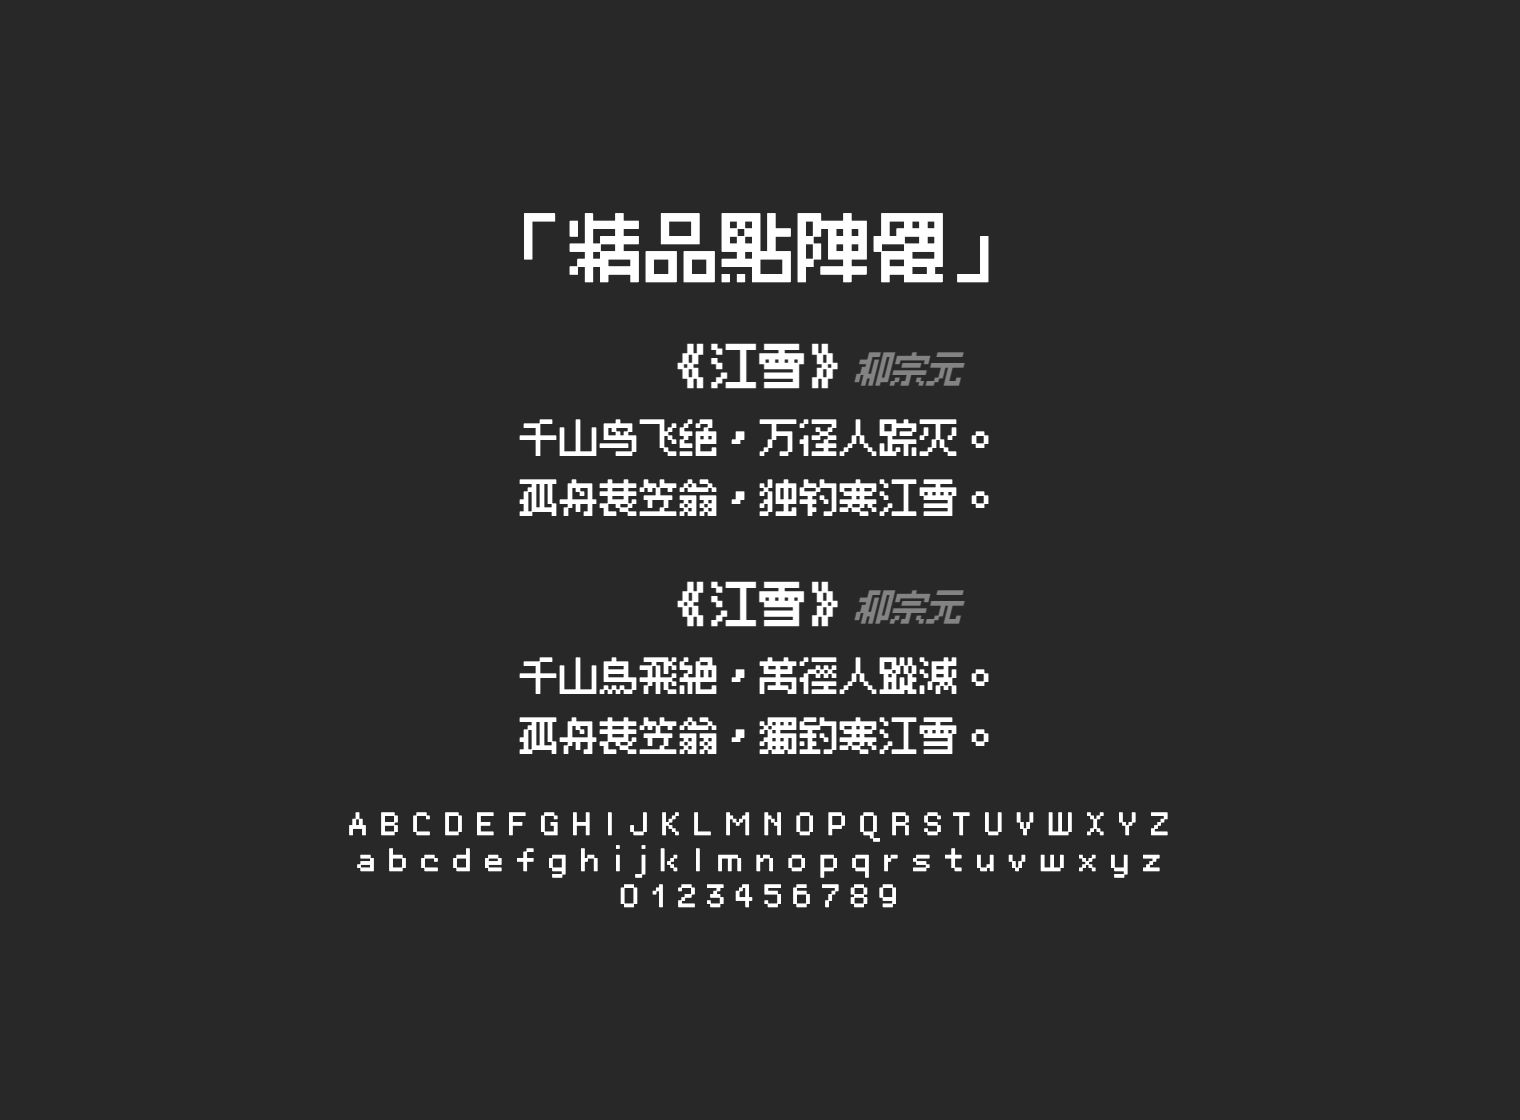 「精品點陣體」
《江雪》柳宗元
千山鸟飞绝，万径人踪灭。
孤舟蓑笠翁，独钓寒江雪。
《江雪》柳宗元
千山鳥飛絕，萬徑人蹤滅。
孤舟蓑笠翁，獨釣寒江雪。
A B C D E F G H I J K L M N O P Q R S T U V W X Y Z
a b c d e f g h i j k l m n o p q r s t u v w x y z
0 1 2 3 4 5 6 7 8 9